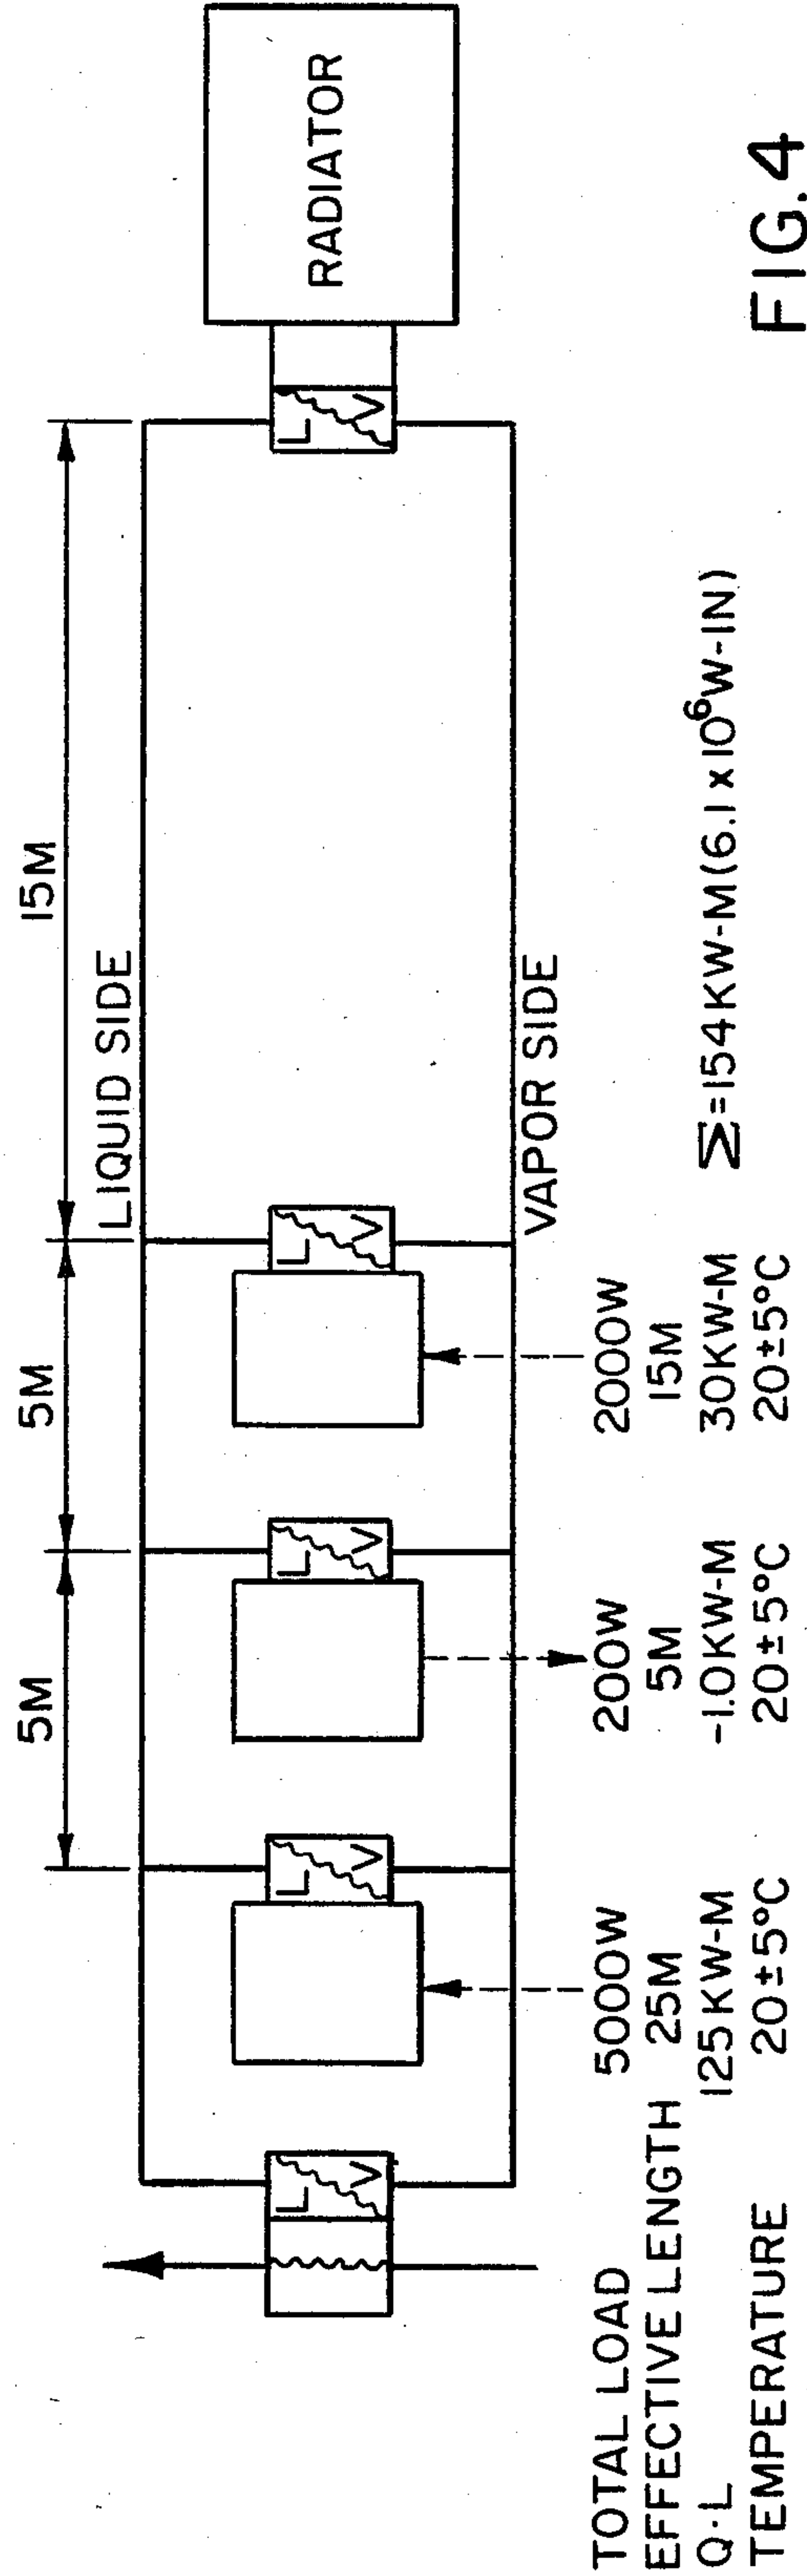 5M 5M 15M
LIQUID SIDE
L V L V L V L V L V
RADIATOR
VAPOR SIDE
TOTAL LOAD 5000W 200W 2000W
EFFECTIVE LENGTH 25M 5M 15M
Q·L 125KW-M -1.0KW-M 30KW-M Σ=154KW-M(6.1x10⁶W-IN)
TEMPERATURE 20±5°C 20±5°C 20±5°C
FIG. 4